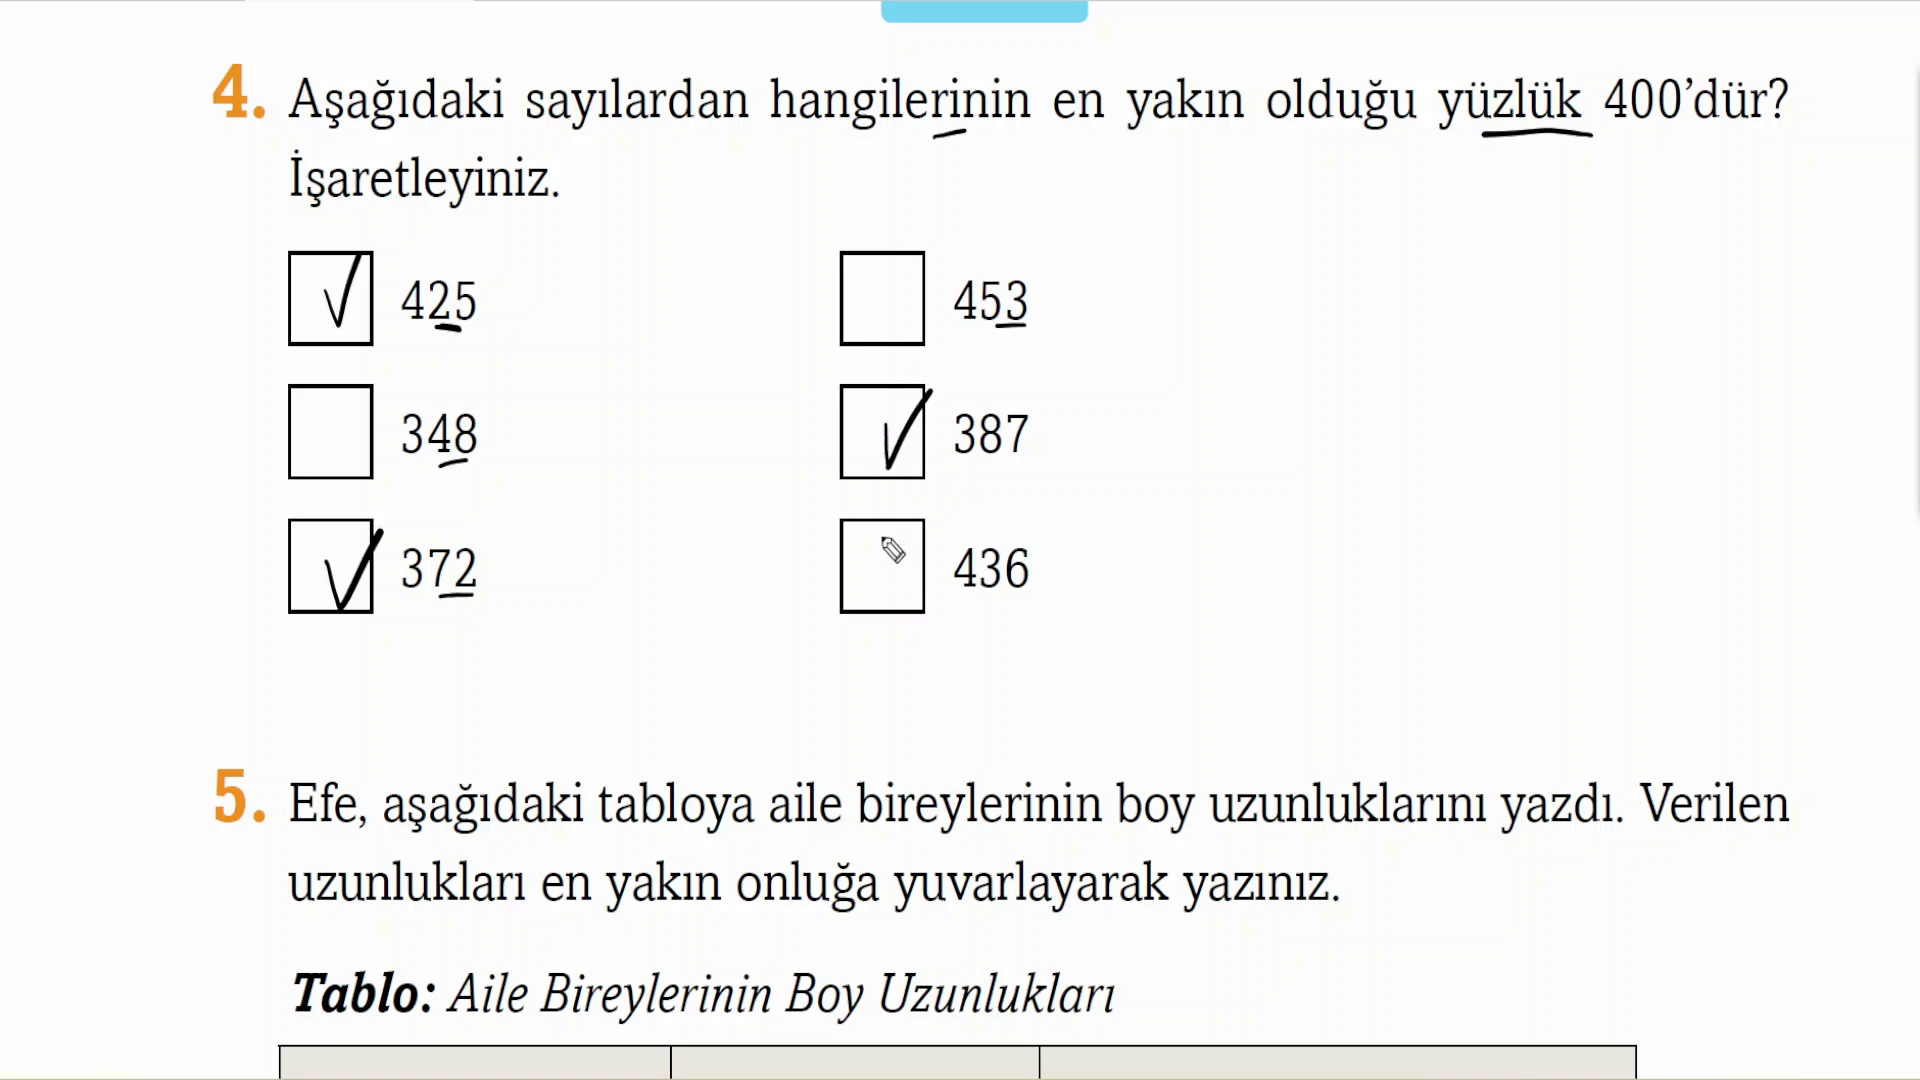 4. Aşağıdaki sayılardan hangilerinin en yakın olduğu yüzlük 400’dür?
İşaretleyiniz.
425 453
348 387
372 436
5. Efe, aşağıdaki tabloya aile bireylerinin boy uzunluklarını yazdı. Verilen
uzunlukları en yakın onluğa yuvarlayarak yazınız.
Tablo: Aile Bireylerinin Boy Uzunlukları